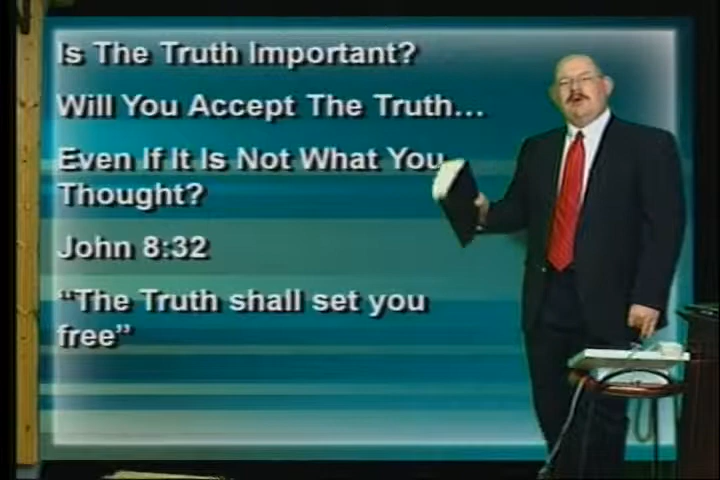 Is The Truth Important?
Will You Accept The Truth...
Even If It Is Not What You
Thought?
John 8:32
“The Truth shall set you
free”